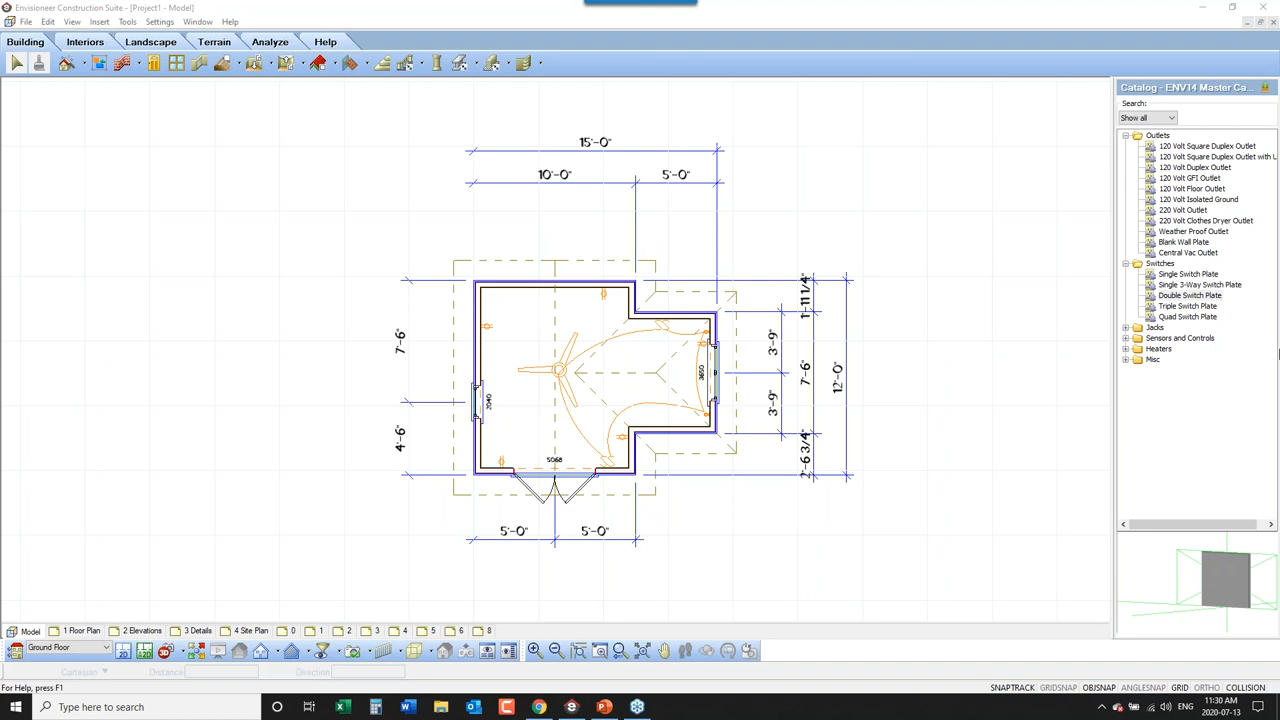 Envisioneer Construction Suite - [Project1 - Model]
File Edit View Insert Tools Settings Window Help
Building Interiors Landscape Terrain Analyze Help
Catalog - ENV14 Master Ca...
Search:
Show all
Outlets
120 Volt Square Duplex Outlet
120 Volt Square Duplex Outlet with U
120 Volt Duplex Outlet
120 Volt GFI Outlet
120 Volt Floor Outlet
120 Volt Isolated Ground
220 Volt Outlet
220 Volt Clothes Dryer Outlet
Weather Proof Outlet
Blank Wall Plate
Central Vac Outlet
Switches
Single Switch Plate
Single 3-Way Switch Plate
Double Switch Plate
Triple Switch Plate
Quad Switch Plate
Jacks
Sensors and Controls
Heaters
Misc
15'-0"
10'-0" 5'-0"
7'-6"
4'-6"
2040
3650
5068
3'-9"
3'-9"
1'-11 1/4"
7'-6"
2'-6 3/4"
12'-0"
5'-0" 5'-0"
Model 1 Floor Plan 2 Elevations 3 Details 4 Site Plan 0 1 2 3 4 5 6 8
Ground Floor 2D 2D 3D
Cartesian Distance Direction
For Help, press F1 SNAPTRACK GRIDSNAP OBJSNAP ANGLESNAP GRID ORTHO COLLISION
Type here to search
ENG
11:30 AM
2020-07-13